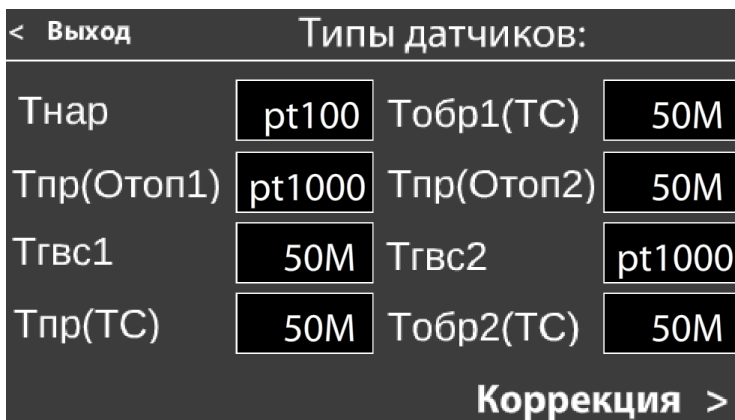 < Выход Типы датчиков:
Тнар pt100 Тобр1(ТС) 50М
Тпр(Отоп1) pt1000 Тпр(Отоп2) 50М
Тгвс1 50М Тгвс2 pt1000
Тпр(ТС) 50М Тобр2(ТС) 50М
Коррекция >